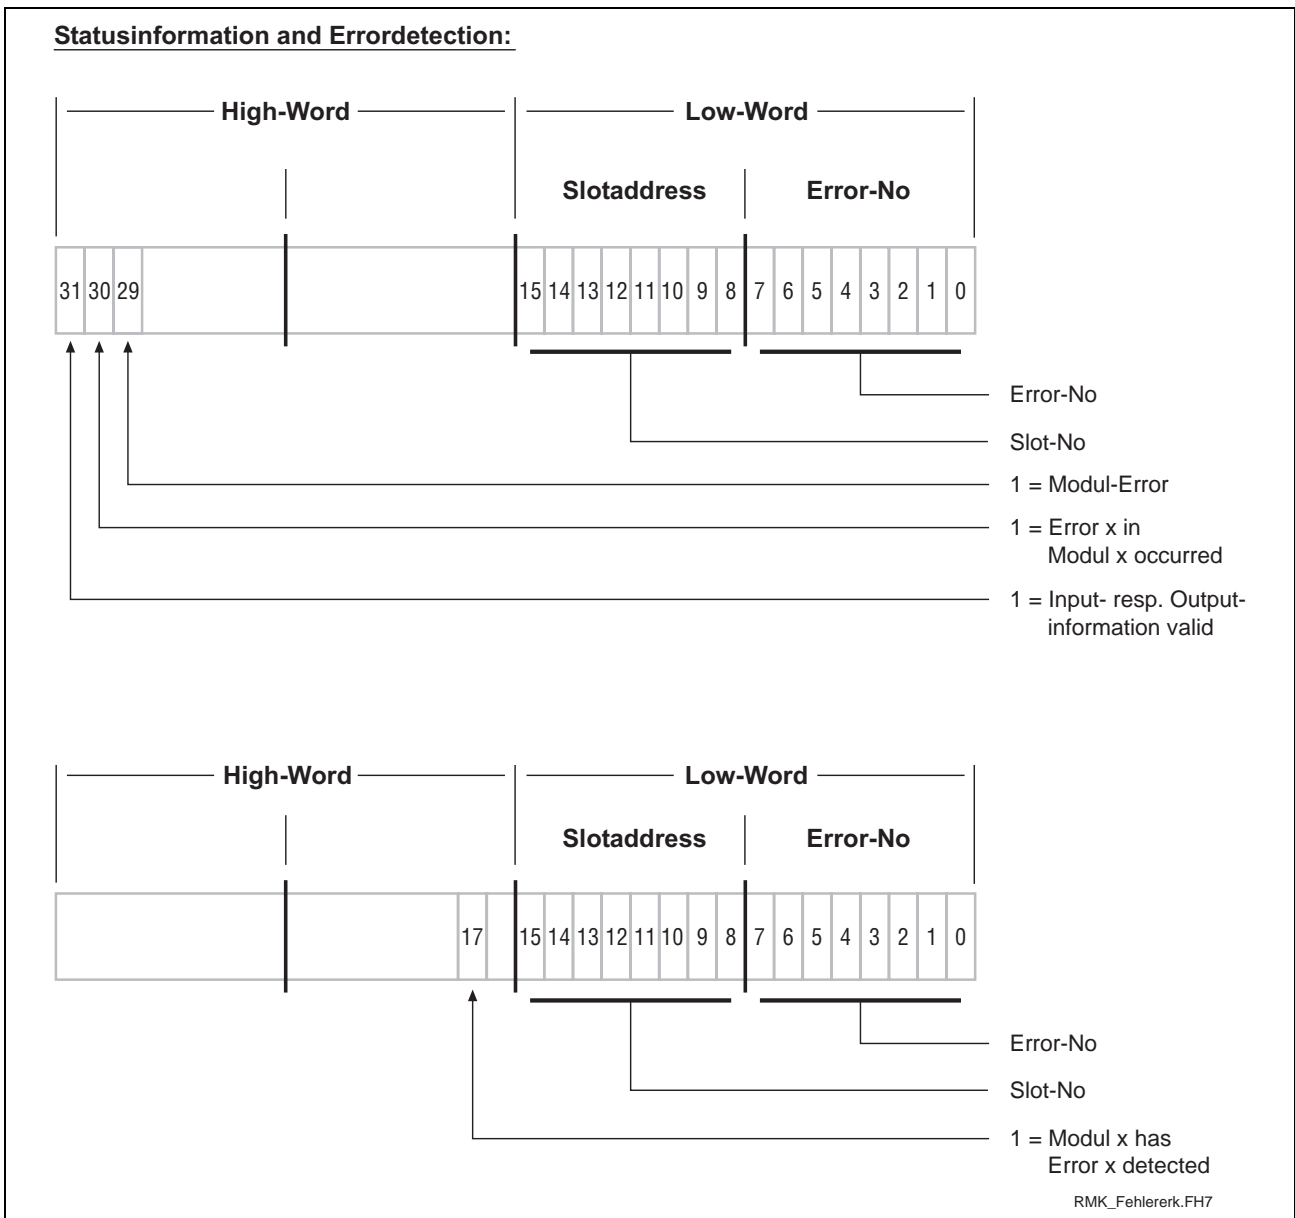 Statusinformation and Errordetection:
High-Word Low-Word
Slotaddress Error-No
31 30 29 15 14 13 12 11 10 9 8 7 6 5 4 3 2 1 0
Error-No
Slot-No
1 = Modul-Error
1 = Error x in
Modul x occurred
1 = Input- resp. Output-
information valid
High-Word Low-Word
Slotaddress Error-No
17 15 14 13 12 11 10 9 8 7 6 5 4 3 2 1 0
Error-No
Slot-No
1 = Modul x has
Error x detected
RMK_Fehlererk.FH7